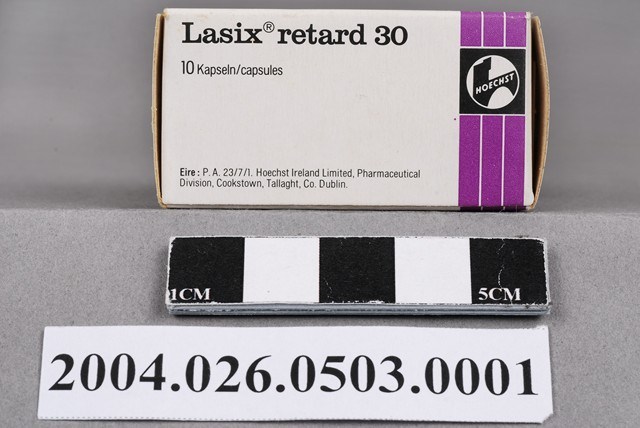 Lasix® retard 30
10 Kapseln/capsules
HOECHST
Eire: P. A. 23/7/1. Hoechst Ireland Limited, Pharmaceutical
Division, Cookstown, Tallaght, Co. Dublin.
1CM 5CM
2004.026.0503.0001